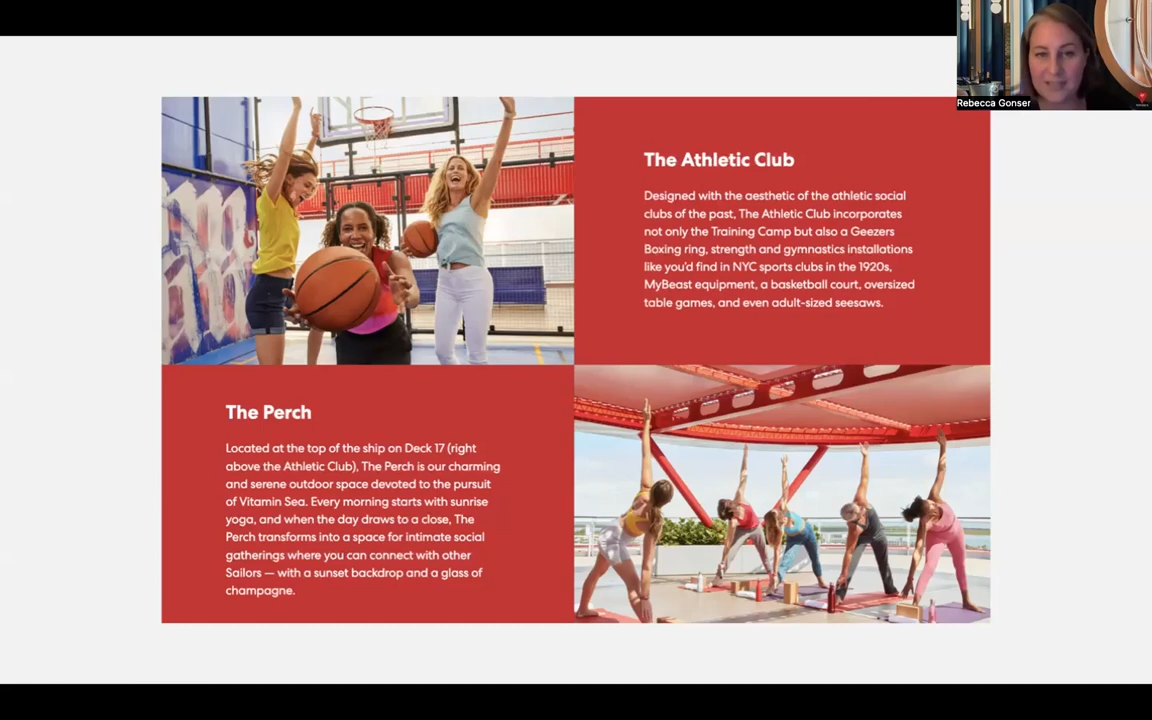 Rebecca Gonser
The Athletic Club
Designed with the aesthetic of the athletic social
clubs of the past, The Athletic Club incorporates
not only the Training Camp but also a Geezers
Boxing ring, strength and gymnastics installations
like you'd find in NYC sports clubs in the 1920s,
MyBeast equipment, a basketball court, oversized
table games, and even adult-sized seesaws.
The Perch
Located at the top of the ship on Deck 17 (right
above the Athletic Club), The Perch is our charming
and serene outdoor space devoted to the pursuit
of Vitamin Sea. Every morning starts with sunrise
yoga, and when the day draws to a close, The
Perch transforms into a space for intimate social
gatherings where you can connect with other
Sailors — with a sunset backdrop and a glass of
champagne.